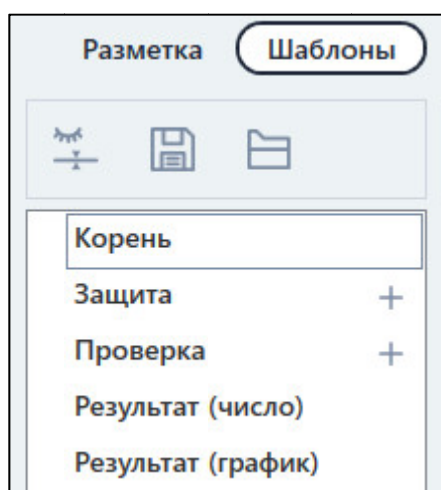 Разметка Шаблоны
Корень
Защита +
Проверка +
Результат (число)
Результат (график)